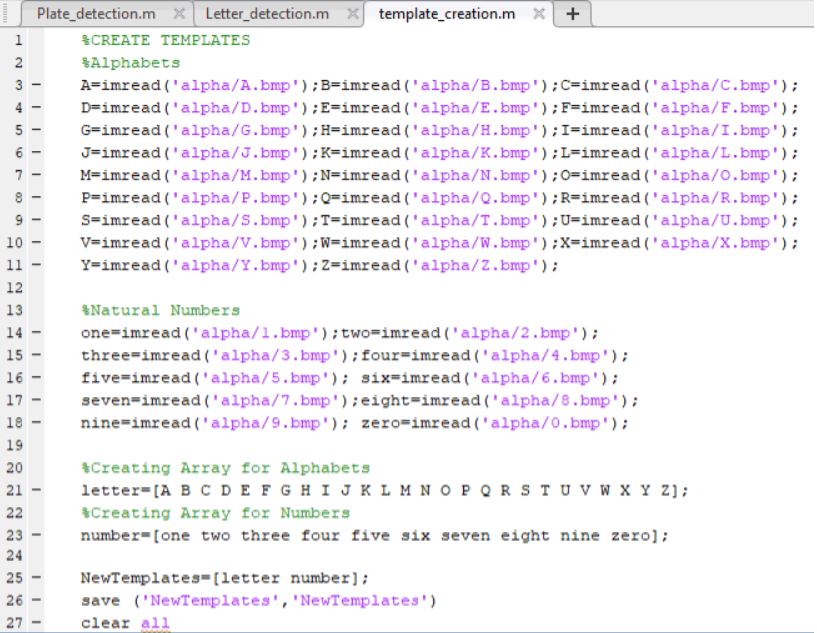 Plate_detection.m × Letter_detection.m × template_creation.m × +
1 %CREATE TEMPLATES
2 %Alphabets
3 – A=imread('alpha/A.bmp');B=imread('alpha/B.bmp');C=imread('alpha/C.bmp');
4 – D=imread('alpha/D.bmp');E=imread('alpha/E.bmp');F=imread('alpha/F.bmp');
5 – G=imread('alpha/G.bmp');H=imread('alpha/H.bmp');I=imread('alpha/I.bmp');
6 – J=imread('alpha/J.bmp');K=imread('alpha/K.bmp');L=imread('alpha/L.bmp');
7 – M=imread('alpha/M.bmp');N=imread('alpha/N.bmp');O=imread('alpha/O.bmp');
8 – P=imread('alpha/P.bmp');Q=imread('alpha/Q.bmp');R=imread('alpha/R.bmp');
9 – S=imread('alpha/S.bmp');T=imread('alpha/T.bmp');U=imread('alpha/U.bmp');
10 – V=imread('alpha/V.bmp');W=imread('alpha/W.bmp');X=imread('alpha/X.bmp');
11 – Y=imread('alpha/Y.bmp');Z=imread('alpha/Z.bmp');
12
13 %Natural Numbers
14 – one=imread('alpha/1.bmp');two=imread('alpha/2.bmp');
15 – three=imread('alpha/3.bmp');four=imread('alpha/4.bmp');
16 – five=imread('alpha/5.bmp'); six=imread('alpha/6.bmp');
17 – seven=imread('alpha/7.bmp');eight=imread('alpha/8.bmp');
18 – nine=imread('alpha/9.bmp'); zero=imread('alpha/0.bmp');
19
20 %Creating Array for Alphabets
21 – letter=[A B C D E F G H I J K L M N O P Q R S T U V W X Y Z];
22 %Creating Array for Numbers
23 – number=[one two three four five six seven eight nine zero];
24
25 – NewTemplates=[letter number];
26 – save ('NewTemplates','NewTemplates')
27 – clear all